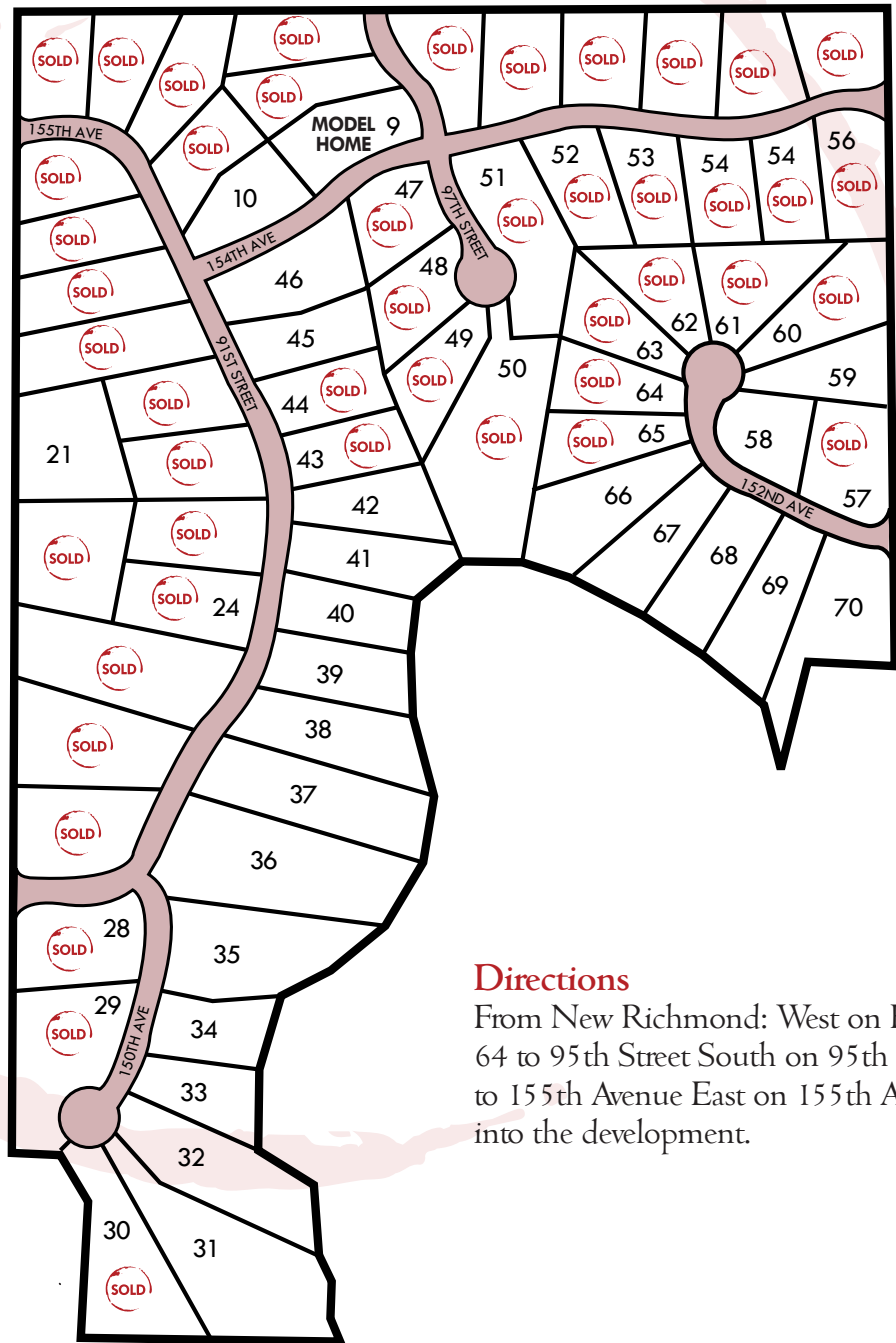 SOLD
SOLD
SOLD
SOLD
SOLD
SOLD
SOLD
SOLD
SOLD
SOLD
SOLD
SOLD
155TH AVE
MODEL
HOME
9
10
154TH AVE
97TH STREET
47
SOLD
48
SOLD
49
SOLD
50
SOLD
51
SOLD
52
SOLD
53
SOLD
54
SOLD
54
SOLD
56
SOLD
SOLD
SOLD
SOLD
SOLD
46
45
91ST STREET
44
SOLD
43
SOLD
42
41
40
39
38
37
36
35
34
33
32
31
SOLD
62
SOLD
61
SOLD
60
SOLD
63
SOLD
64
SOLD
65
59
58
SOLD
57
152ND AVE
66
67
68
69
70
SOLD
21
SOLD
SOLD
SOLD
SOLD
24
SOLD
SOLD
SOLD
28
SOLD
29
SOLD
150TH AVE
30
SOLD
Directions
From New Richmond: West on
64 to 95th Street South on 95th
to 155th Avenue East on 155th
into the development.